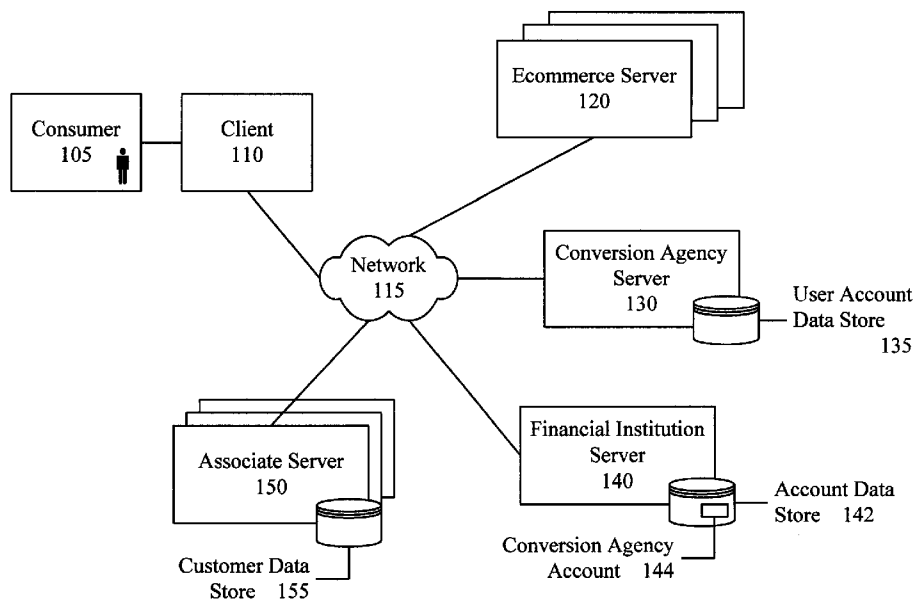 Ecommerce Server
120
Consumer
105
Client
110
Network
115
Conversion Agency
Server
130
User Account
Data Store
135
Associate Server
150
Customer Data
Store 155
Financial Institution
Server
140
Account Data
Store 142
Conversion Agency
Account 144